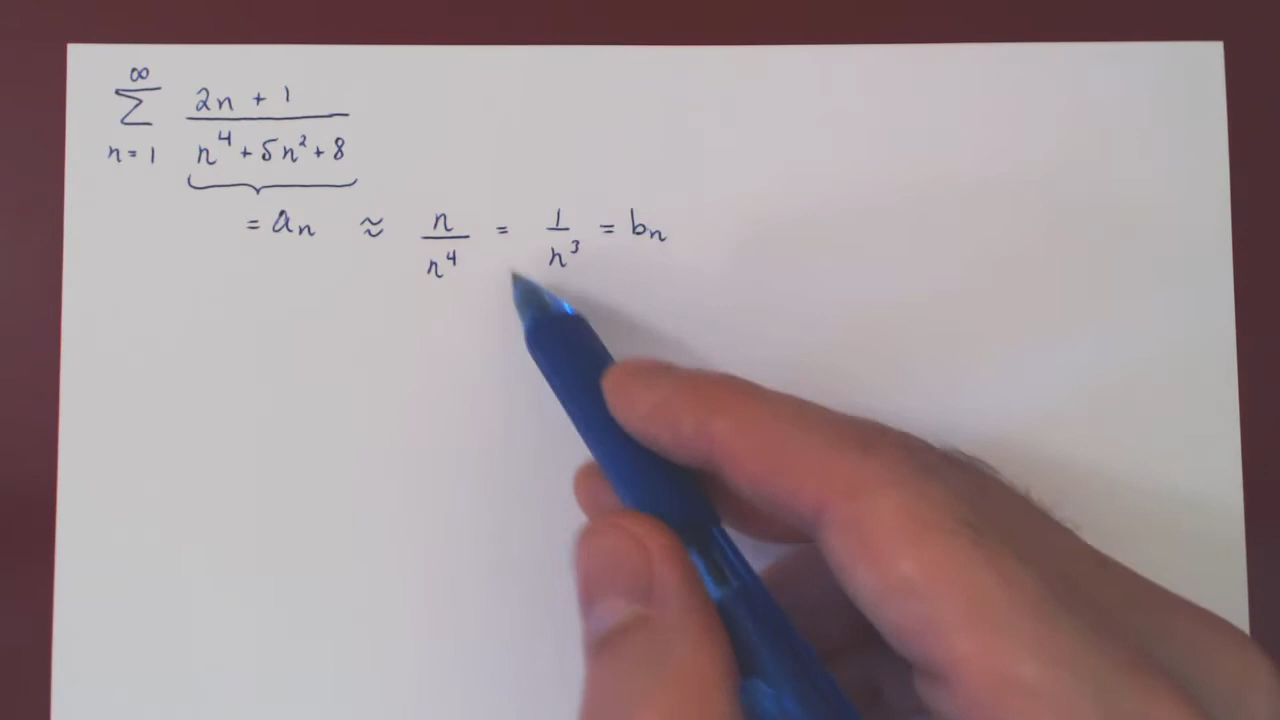 ∞
∑ 2n + 1
n = 1 n⁴ + 5n² + 8
= aₙ ≈ n/n⁴ = 1/n³ = bₙ